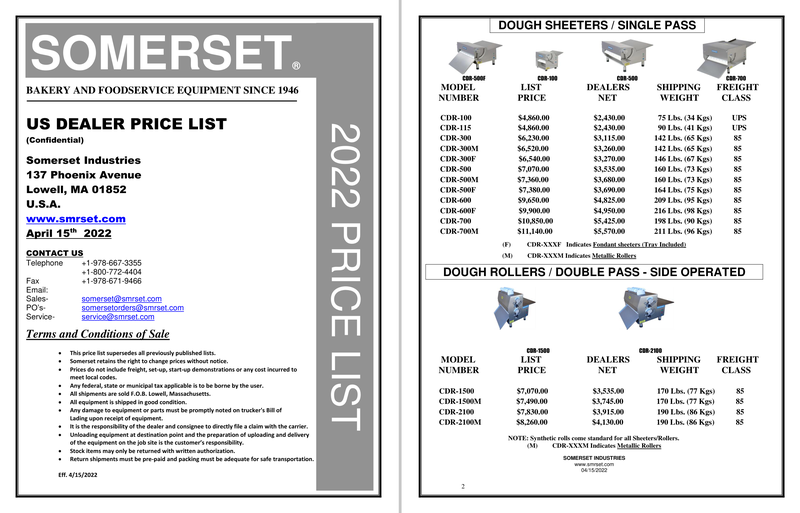 SOMERSET®
BAKERY AND FOODSERVICE EQUIPMENT SINCE 1946
US DEALER PRICE LIST
(Confidential)
Somerset Industries
137 Phoenix Avenue
Lowell, MA 01852
U.S.A.
www.smrset.com
April 15th 2022
CONTACT US
Telephone +1-978-667-3355
+1-800-772-4404
Fax +1-978-671-9466
Email:
Sales- somerset@smrset.com
PO's- somersetorders@smrset.com
Service- service@smrset.com
Terms and Conditions of Sale
• This price list supersedes all previously published lists.
• Somerset retains the right to change prices without notice.
• Prices do not include freight, set-up, start-up demonstrations or any cost incurred to
meet local codes.
• Any federal, state or municipal tax applicable is to be borne by the user.
• All shipments are sold F.O.B. Lowell, Massachusetts.
• All equipment is shipped in good condition.
• Any damage to equipment or parts must be promptly noted on trucker's Bill of
Lading upon receipt of equipment.
• It is the responsibility of the dealer and consignee to directly file a claim with the carrier.
• Unloading equipment at destination point and the preparation of uploading and delivery
of the equipment on the job site is the customer's responsibility.
• Stock items may only be returned with written authorization.
• Return shipments must be pre-paid and packing must be adequate for safe transportation.
Eff. 4/15/2022
2022 PRICE LIST
DOUGH SHEETERS / SINGLE PASS
CDR-500F CDR-100 CDR-500 CDR-700
MODEL LIST DEALERS SHIPPING FREIGHT
NUMBER PRICE NET WEIGHT CLASS
CDR-100 $4,860.00 $2,430.00 75 Lbs. (34 Kgs) UPS
CDR-115 $4,860.00 $2,430.00 90 Lbs. (41 Kgs) UPS
CDR-300 $6,230.00 $3,115.00 142 Lbs. (65 Kgs) 85
CDR-300M $6,520.00 $3,260.00 142 Lbs. (65 Kgs) 85
CDR-300F $6,540.00 $3,270.00 146 Lbs. (67 Kgs) 85
CDR-500 $7,070.00 $3,535.00 160 Lbs. (73 Kgs) 85
CDR-500M $7,360.00 $3,680.00 160 Lbs. (73 Kgs) 85
CDR-500F $7,380.00 $3,690.00 164 Lbs. (75 Kgs) 85
CDR-600 $9,650.00 $4,825.00 209 Lbs. (95 Kgs) 85
CDR-600F $9,900.00 $4,950.00 216 Lbs. (98 Kgs) 85
CDR-700 $10,850.00 $5,425.00 198 Lbs. (90 Kgs) 85
CDR-700M $11,140.00 $5,570.00 211 Lbs. (96 Kgs) 85
(F) CDR-XXXF Indicates Fondant sheeters (Tray Included)
(M) CDR-XXXM Indicates Metallic Rollers
DOUGH ROLLERS / DOUBLE PASS - SIDE OPERATED
CDR-1500 CDR-2100
MODEL LIST DEALERS SHIPPING FREIGHT
NUMBER PRICE NET WEIGHT CLASS
CDR-1500 $7,070.00 $3,535.00 170 Lbs. (77 Kgs) 85
CDR-1500M $7,490.00 $3,745.00 170 Lbs. (77 Kgs) 85
CDR-2100 $7,830.00 $3,915.00 190 Lbs. (86 Kgs) 85
CDR-2100M $8,260.00 $4,130.00 190 Lbs. (86 Kgs) 85
NOTE: Synthetic rolls come standard for all Sheeters/Rollers.
(M) CDR-XXXM Indicates Metallic Rollers
SOMERSET INDUSTRIES
www.smrset.com
04/15/2022
2